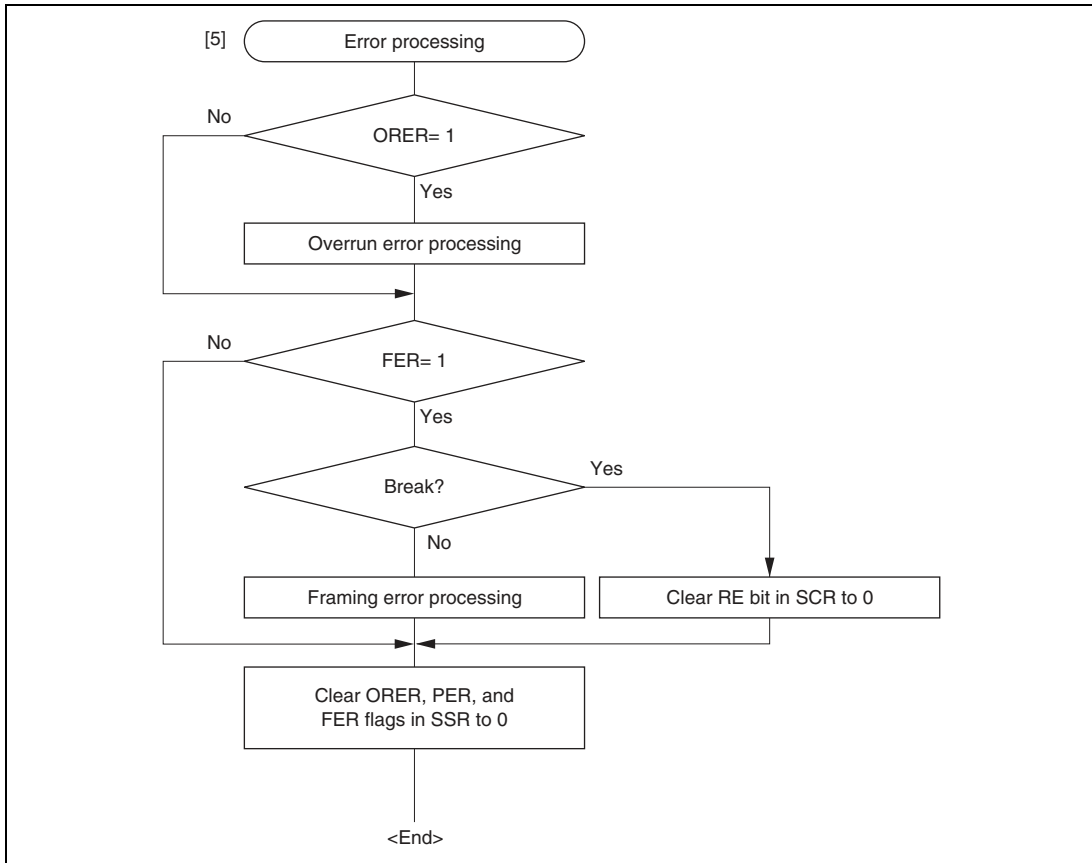 [5]
Error processing
No
ORER= 1
Yes
Overrun error processing
No
FER= 1
Yes
Break?
Yes
No
Framing error processing
Clear RE bit in SCR to 0
Clear ORER, PER, and
FER flags in SSR to 0
<End>